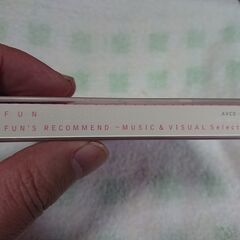 FUN
FUN'S RECOMMEND ~MUSIC & VISUAL Select
AVCD-